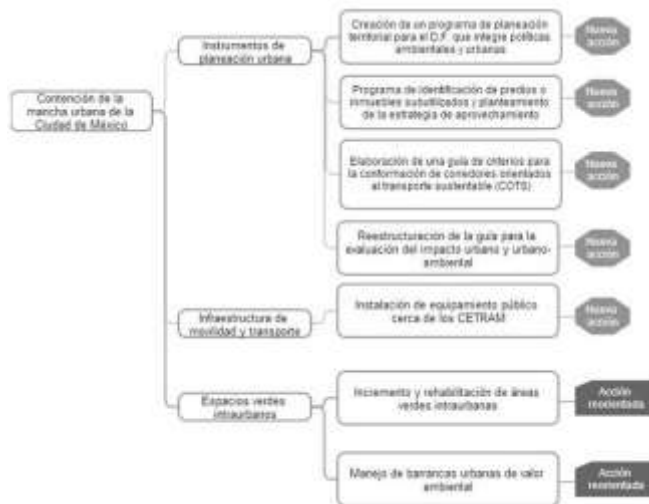 Contención de la
mancha urbana de la
Ciudad de México
Instrumentos de
planeación urbana
Creación de un programa de planeación
territorial para el D.F. que integre políticas
ambientales y urbanas
Nueva
acción
Programa de identificación de predios o
inmuebles subutilizados y planteamiento
de la estrategia de aprovechamiento
Nueva
acción
Elaboración de una guía de criterios para
la conformación de corredores orientados
al transporte sustentable (COTS)
Nueva
acción
Reestructuración de la guía para la
evaluación del impacto urbano y urbano-
ambiental
Nueva
acción
Infraestructura de
movilidad y transporte
Instalación de equipamiento público
cerca de los CETRAM
Nueva
acción
Espacios verdes
intraurbanos
Incremento y rehabilitación de áreas
verdes intraurbanas
Acción
reorientada
Manejo de barrancas urbanas de valor
ambiental
Acción
reorientada